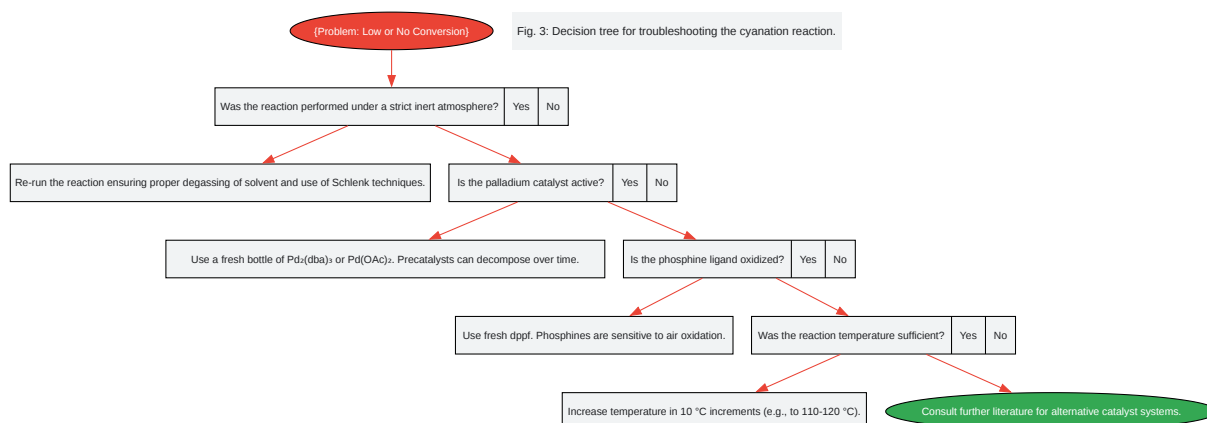 {Problem: Low or No Conversion}
Fig. 3: Decision tree for troubleshooting the cyanation reaction.
Was the reaction performed under a strict inert atmosphere? Yes No
Re-run the reaction ensuring proper degassing of solvent and use of Schlenk techniques.
Is the palladium catalyst active? Yes No
Use a fresh bottle of Pd₂(dba)₃ or Pd(OAc)₂. Precatalysts can decompose over time.
Is the phosphine ligand oxidized? Yes No
Use fresh dppf. Phosphines are sensitive to air oxidation.
Was the reaction temperature sufficient? Yes No
Increase temperature in 10 °C increments (e.g., to 110-120 °C).
Consult further literature for alternative catalyst systems.